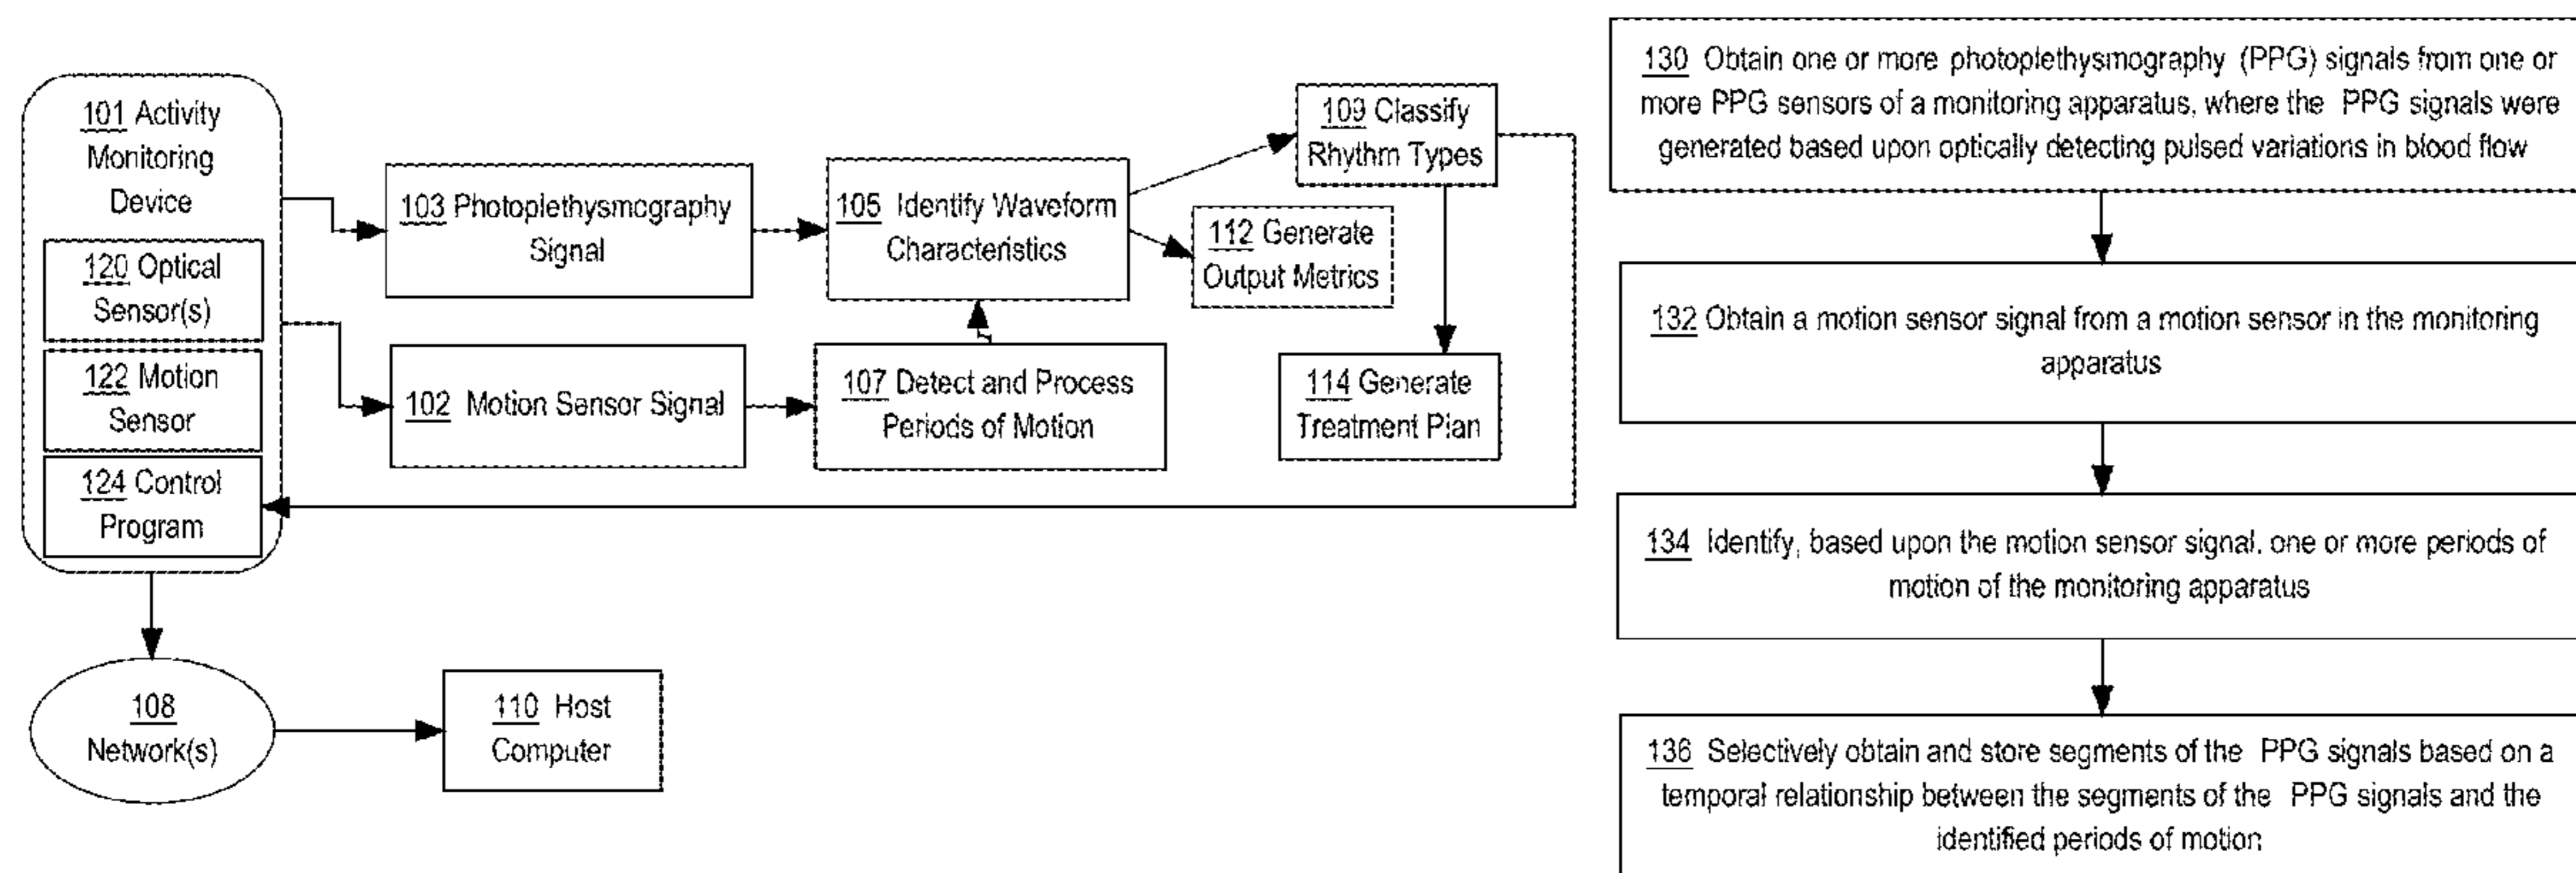 101 Activity
Monitoring
Device
120 Optical
Sensor(s)
122 Motion
Sensor
124 Control
Program
103 Photoplethysmography
Signal
102 Motion Sensor Signal
105 Identify Waveform
Characteristics
107 Detect and Process
Periods of Motion
109 Classify
Rhythm Types
112 Generate
Output Metrics
114 Generate
Treatment Plan
108
Network(s)
110 Host
Computer
130 Obtain one or more photoplethysmography (PPG) signals from one or
more PPG sensors of a monitoring apparatus, where the PPG signals were
generated based upon optically detecting pulsed variations in blood flow
132 Obtain a motion sensor signal from a motion sensor in the monitoring
apparatus
134 Identify, based upon the motion sensor signal, one or more periods of
motion of the monitoring apparatus
136 Selectively obtain and store segments of the PPG signals based on a
temporal relationship between the segments of the PPG signals and the
identified periods of motion